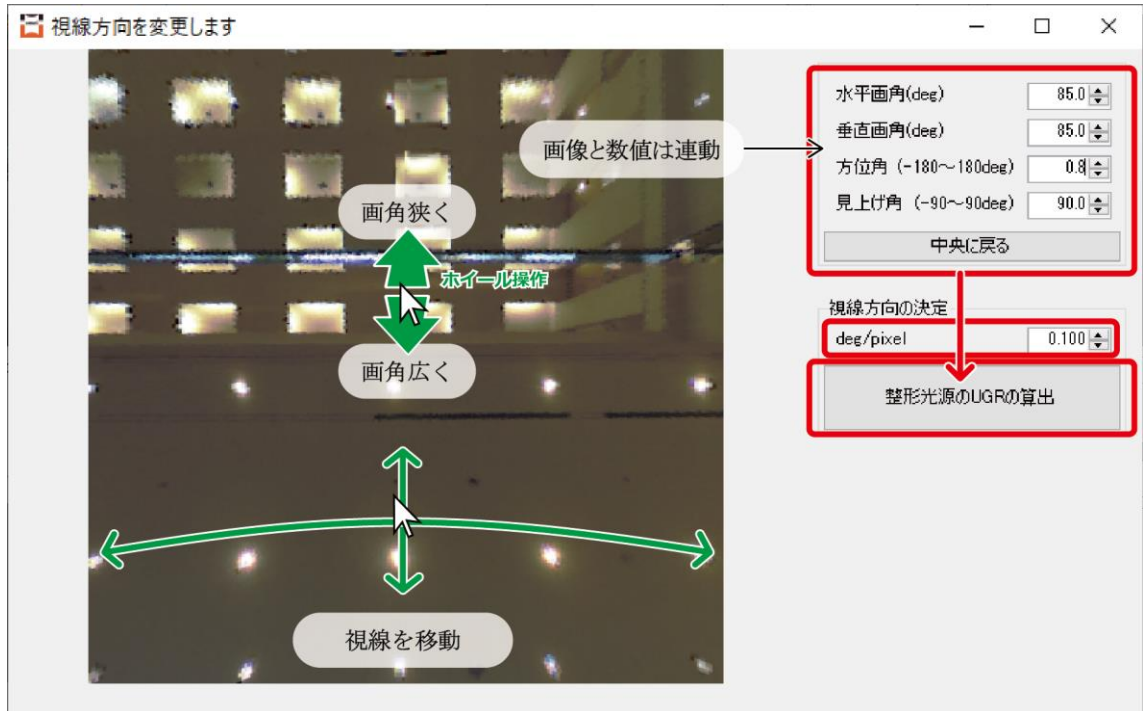 視線方向を変更します
水平画角(deg) 85.0
垂直画角(deg) 85.0
方位角 (-180～180deg) 0.8
見上げ角 (-90～90deg) 90.0
中央に戻る
画像と数値は連動
画角狭く
ホイール操作
画角広く
視線方向の決定
deg/pixel 0.100
整形光源のUGRの算出
視線を移動